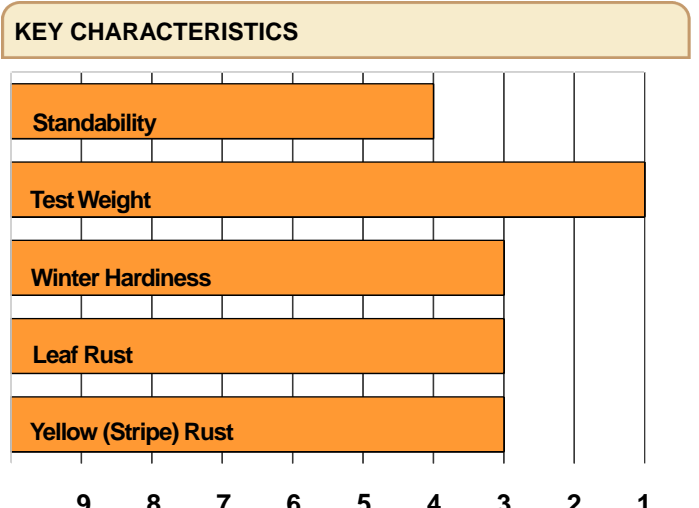 KEY CHARACTERISTICS
Standability
Test Weight
Winter Hardiness
Leaf Rust
Yellow (Stripe) Rust
9 8 7 6 5 4 3 2 1